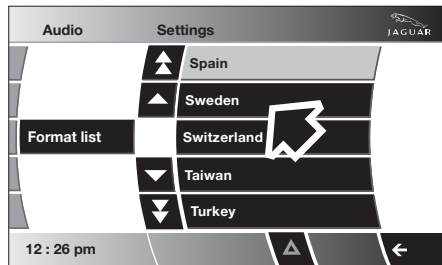 Audio Settings
JAGUAR
Spain
Sweden
Format list Switzerland
Taiwan
Turkey
12 : 26 pm